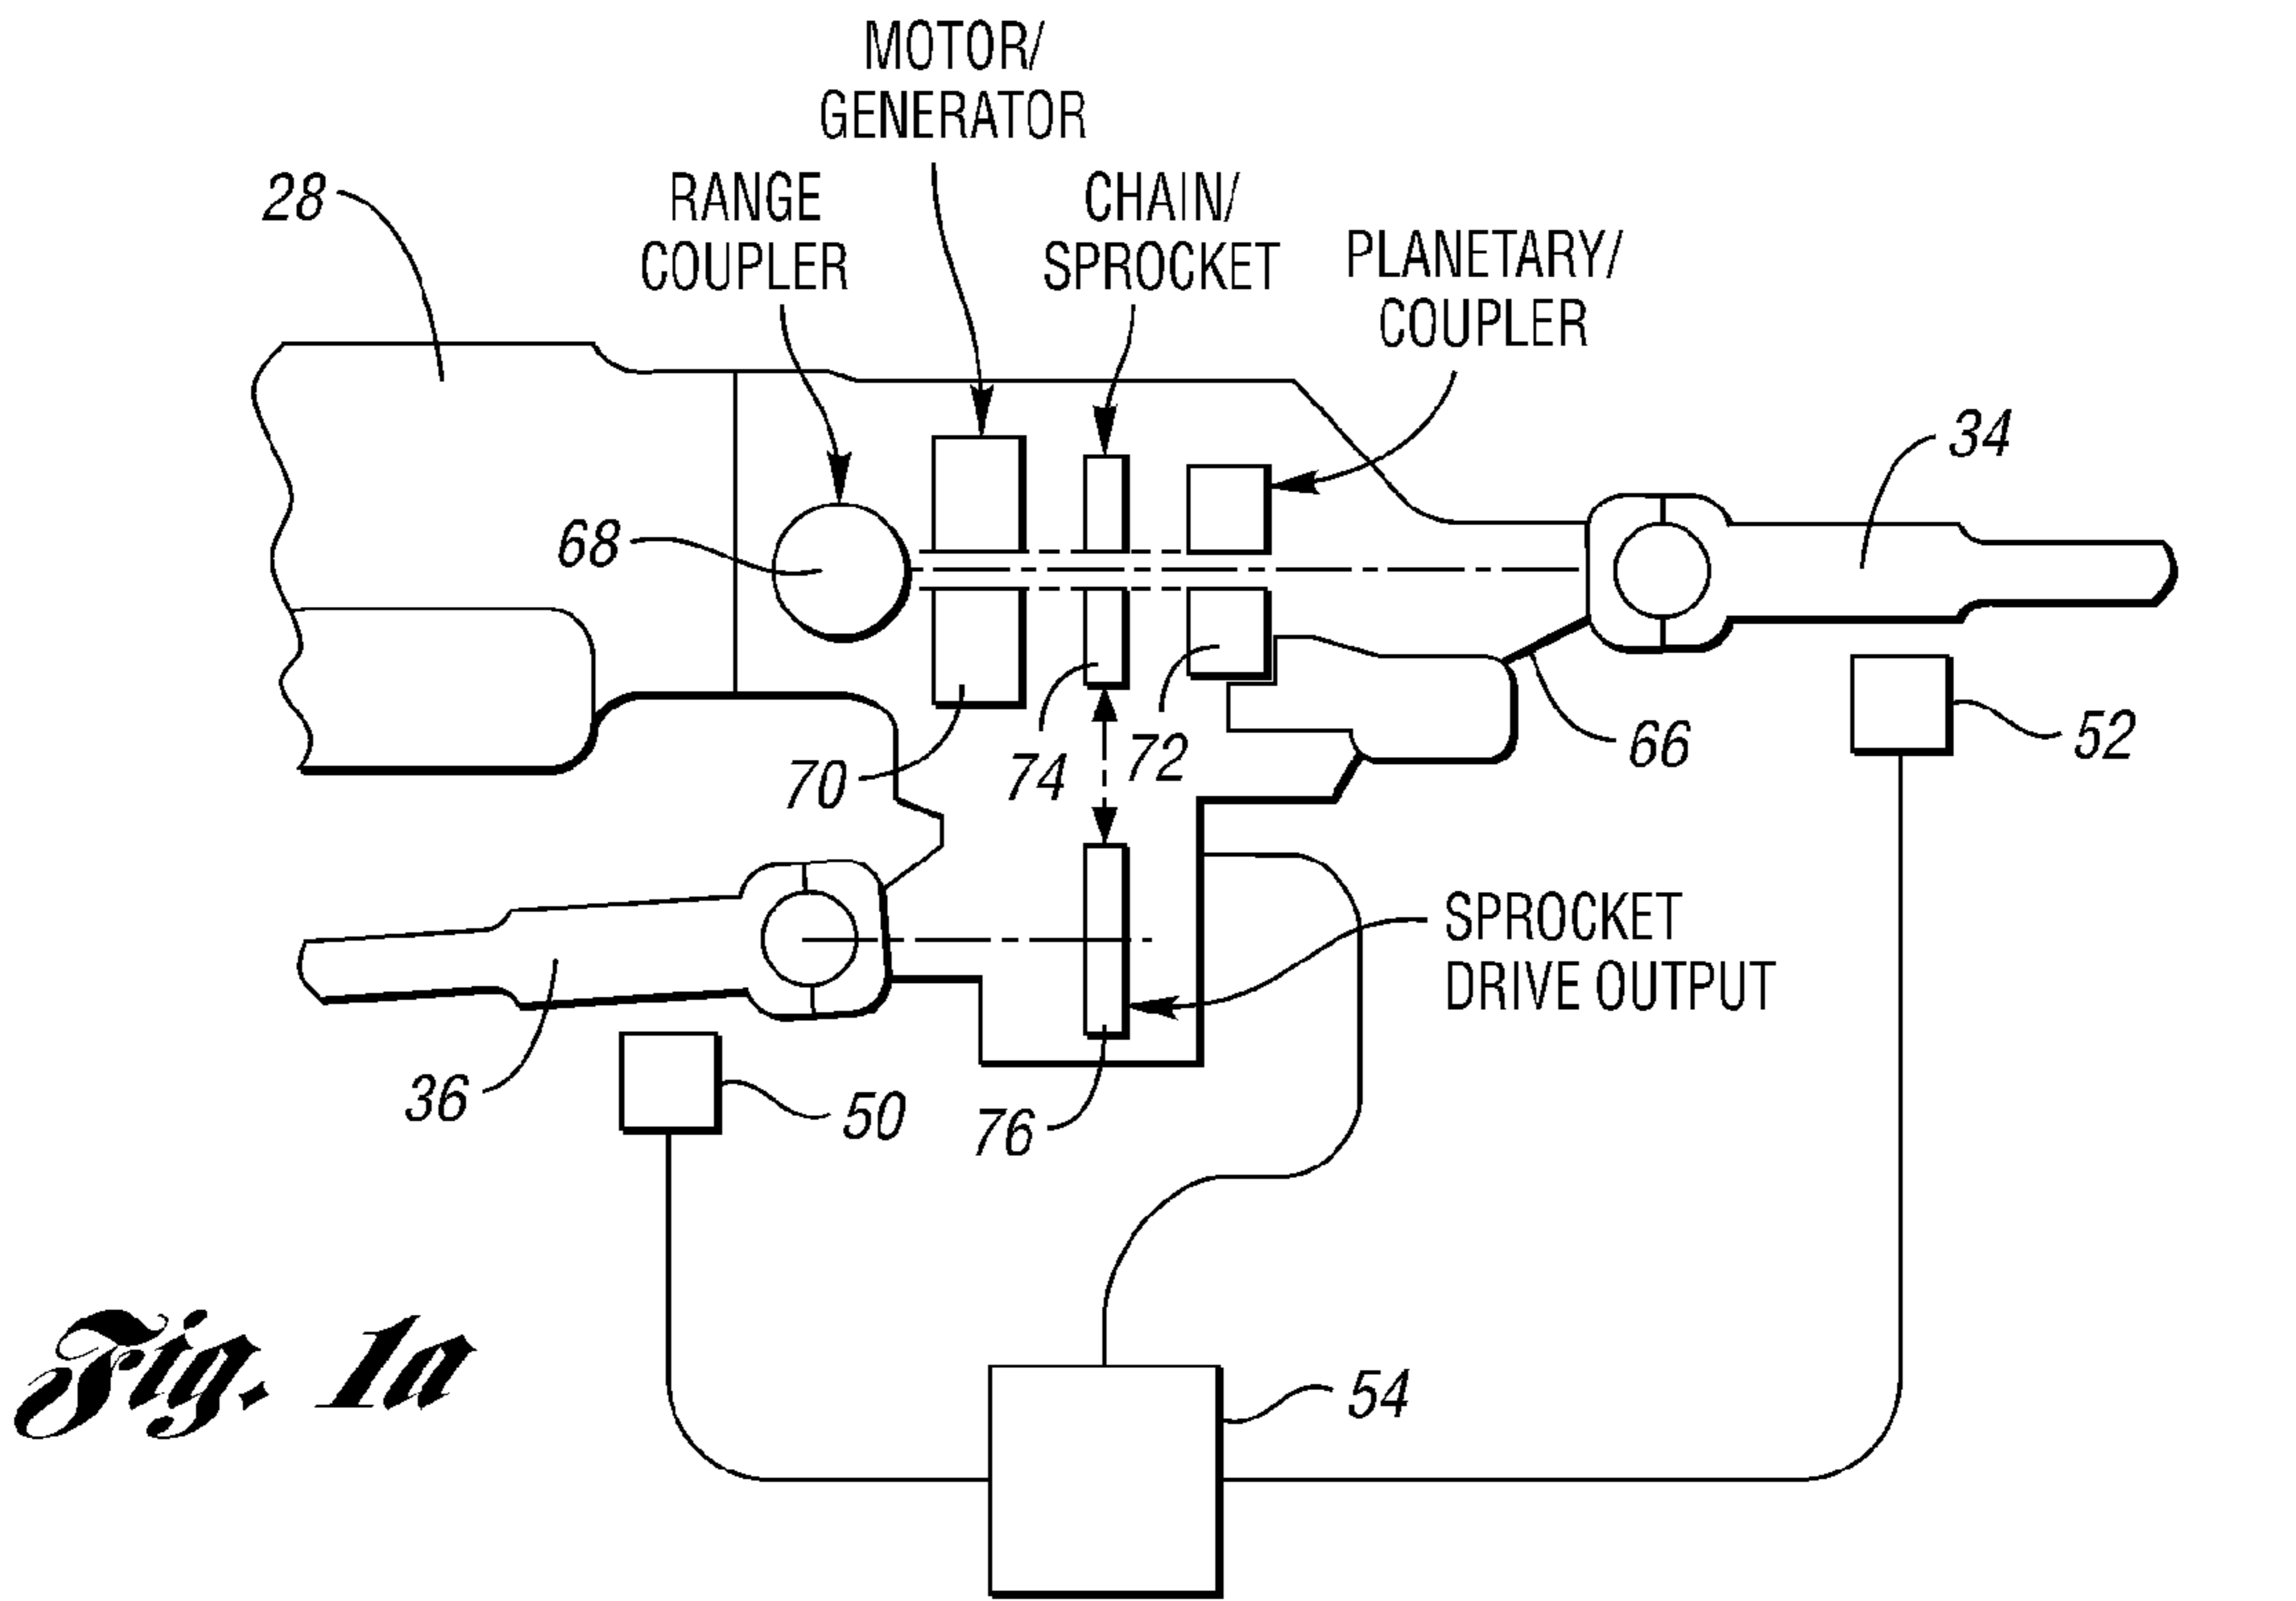 MOTOR/
GENERATOR
28
RANGE
COUPLER
CHAIN/
SPROCKET
PLANETARY/
COUPLER
34
68
70
74
72
66
52
36
50
76
SPROCKET
DRIVE OUTPUT
54
Fig. 1a